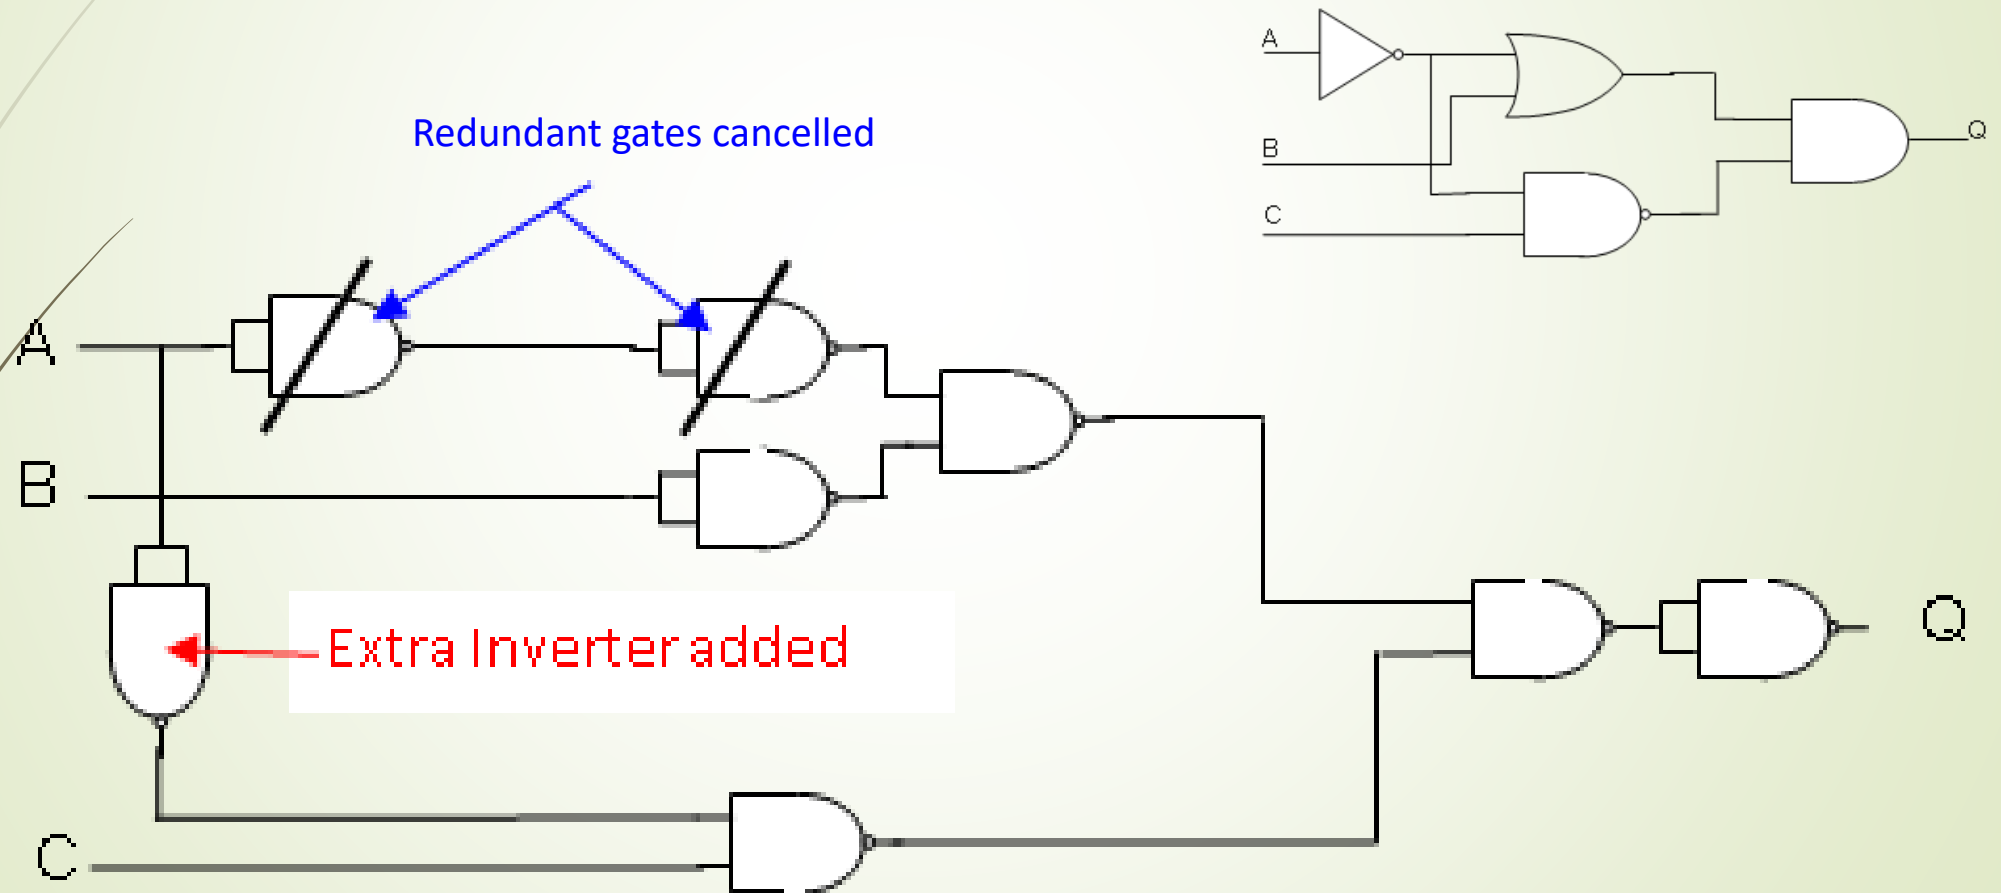 A
B
C
Q
Redundant gates cancelled
A
B
Extra Inverter added
Q
C